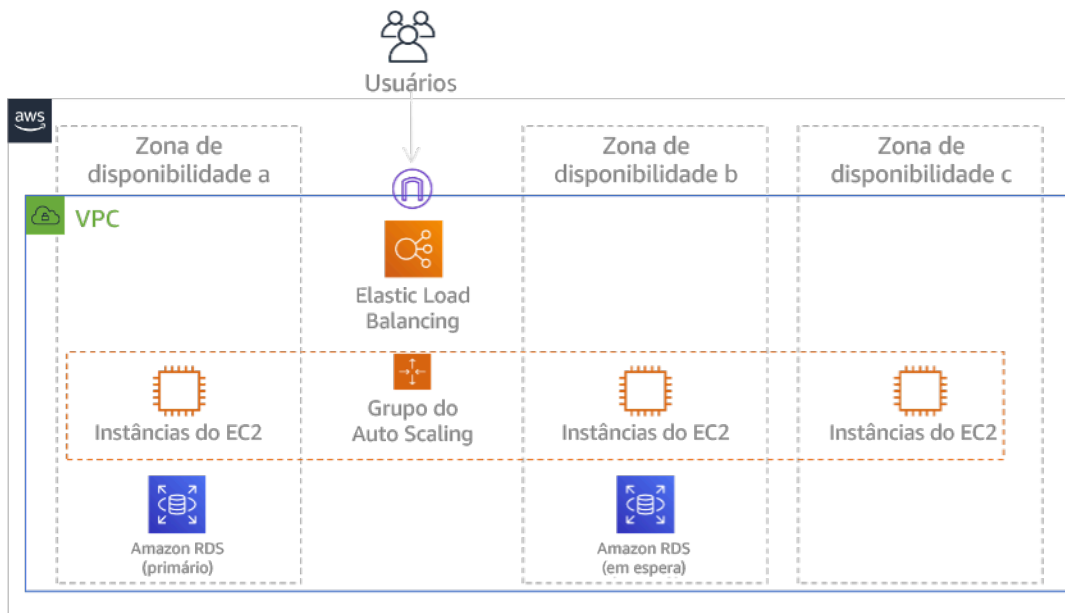 Usuários
aws
Zona de
disponibilidade a
Zona de
disponibilidade b
Zona de
disponibilidade c
VPC
Elastic Load
Balancing
Instâncias do EC2
Grupo do
Auto Scaling
Instâncias do EC2
Instâncias do EC2
Amazon RDS
(primário)
Amazon RDS
(em espera)